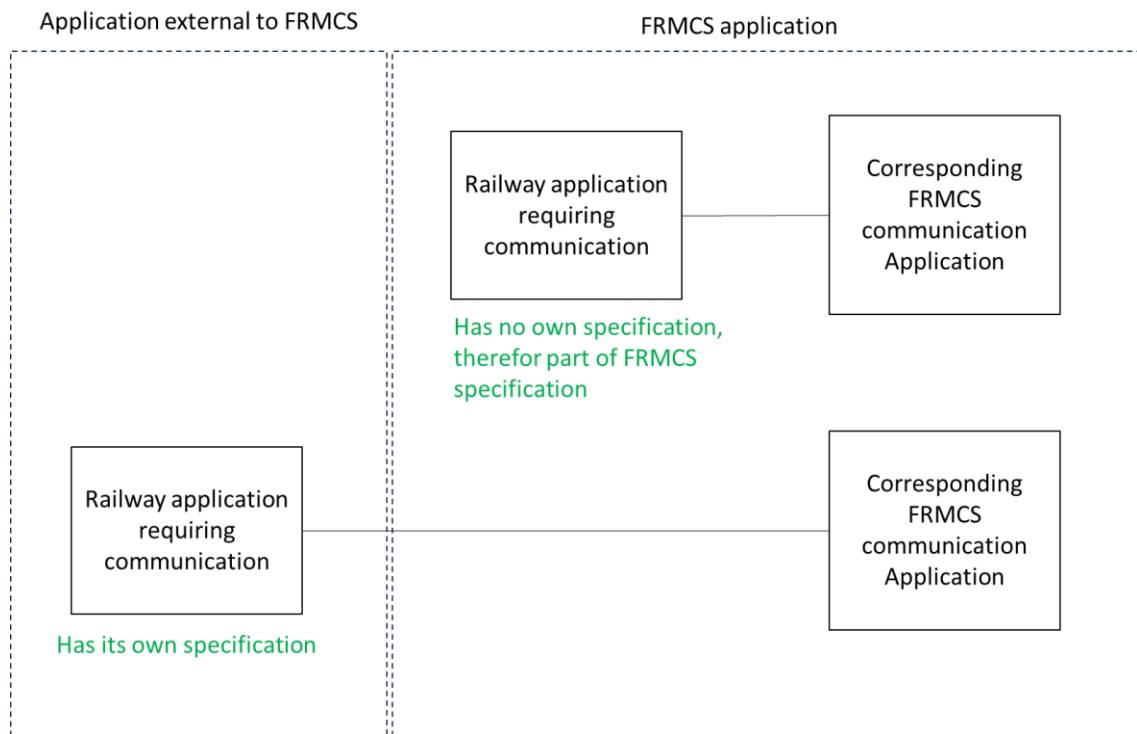 Application external to FRMCS
FRMCS application
Railway application
requiring
communication
Corresponding
FRMCS
communication
Application
Has no own specification,
therefor part of FRMCS
specification
Railway application
requiring
communication
Corresponding
FRMCS
communication
Application
Has its own specification